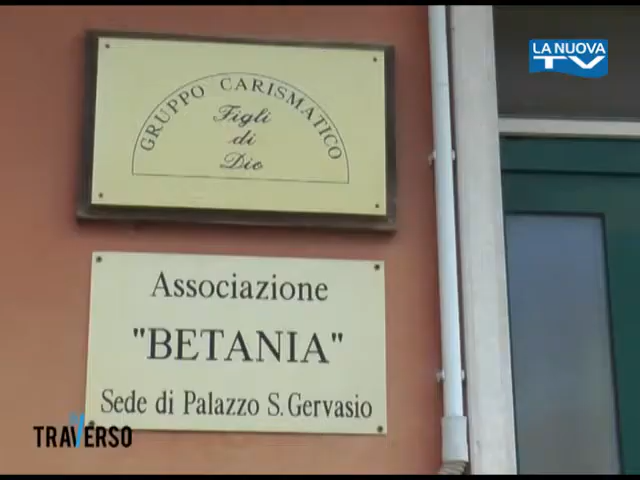 LA NUOVA
TV
GRUPPO CARISMATICO
Figli
di
Dio
Associazione
"BETANIA"
Sede di Palazzo S. Gervasio
TRAVERSO